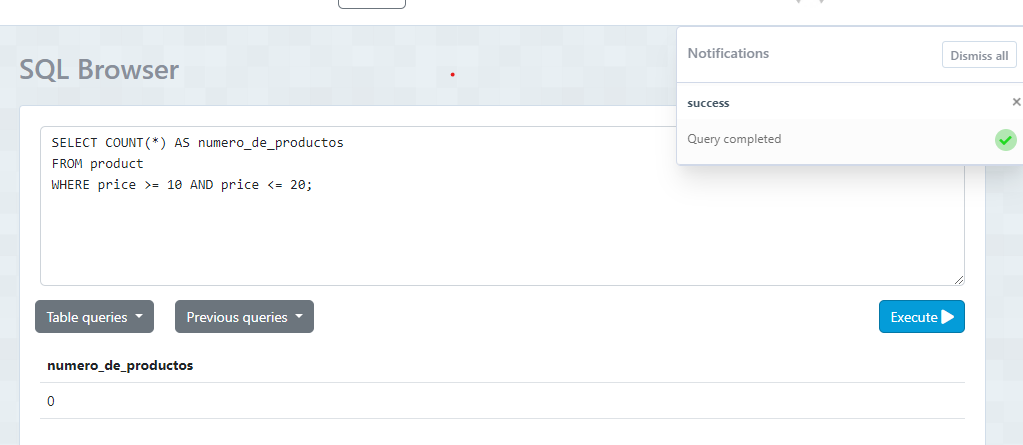 SQL Browser
Notifications
Dismiss all
success
×
Query completed
SELECT COUNT(*) AS numero_de_productos
FROM product
WHERE price >= 10 AND price <= 20;
Table queries
Previous queries
Execute
numero_de_productos
0